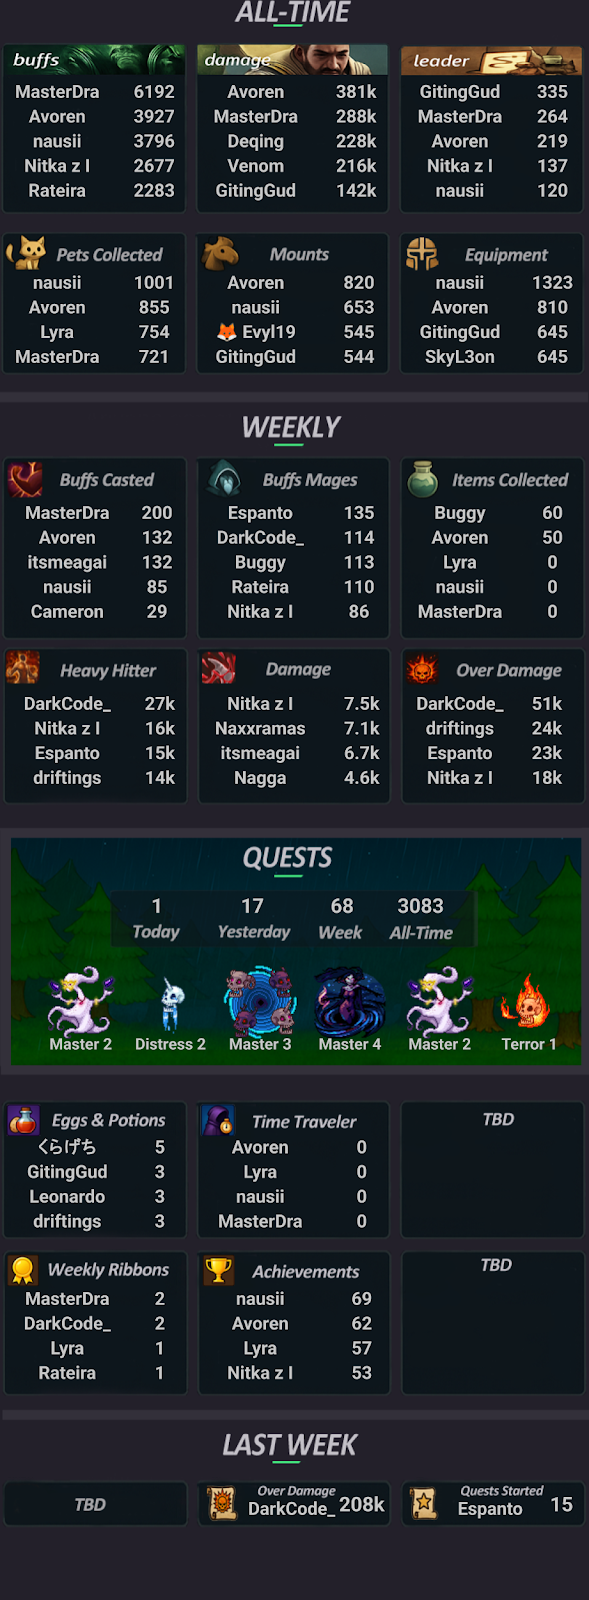 ALL-TIME
buffs
MasterDra 6192
Avoren 3927
nausii 3796
Nitka z l 2677
Rateira 2283
damage
Avoren 381k
MasterDra 288k
Deqing 228k
Venom 216k
GitingGud 142k
leader
GitingGud 335
MasterDra 264
Avoren 219
Nitka z l 137
nausii 120
Pets Collected
nausii 1001
Avoren 855
Lyra 754
MasterDra 721
Mounts
Avoren 820
nausii 653
🦊 Evyl19 545
GitingGud 544
Equipment
nausii 1323
Avoren 810
GitingGud 645
SkyL3on 645
WEEKLY
Buffs Casted
MasterDra 200
Avoren 132
itsmeagai 132
nausii 85
Cameron 29
Buffs Mages
Espanto 135
DarkCode_ 114
Buggy 113
Rateira 110
Nitka z l 86
Items Collected
Buggy 60
Avoren 50
Lyra 0
nausii 0
MasterDra 0
Heavy Hitter
DarkCode_ 27k
Nitka z l 16k
Espanto 15k
driftings 14k
Damage
Nitka z l 7.5k
Naxxramas 7.1k
itsmeagai 6.7k
Nagga 4.6k
Over Damage
DarkCode_ 51k
driftings 24k
Espanto 23k
Nitka z l 18k
QUESTS
1 17 68 3083
Today Yesterday Week All-Time
Master 2 Distress 2 Master 3 Master 4 Master 2 Terror 1
Eggs & Potions
くらげち 5
GitingGud 3
Leonardo 3
driftings 3
Time Traveler
Avoren 0
Lyra 0
nausii 0
MasterDra 0
TBD
Weekly Ribbons
MasterDra 2
DarkCode_ 2
Lyra 1
Rateira 1
Achievements
nausii 69
Avoren 62
Lyra 57
Nitka z l 53
TBD
LAST WEEK
TBD
Over Damage
DarkCode_ 208k
Quests Started
Espanto 15